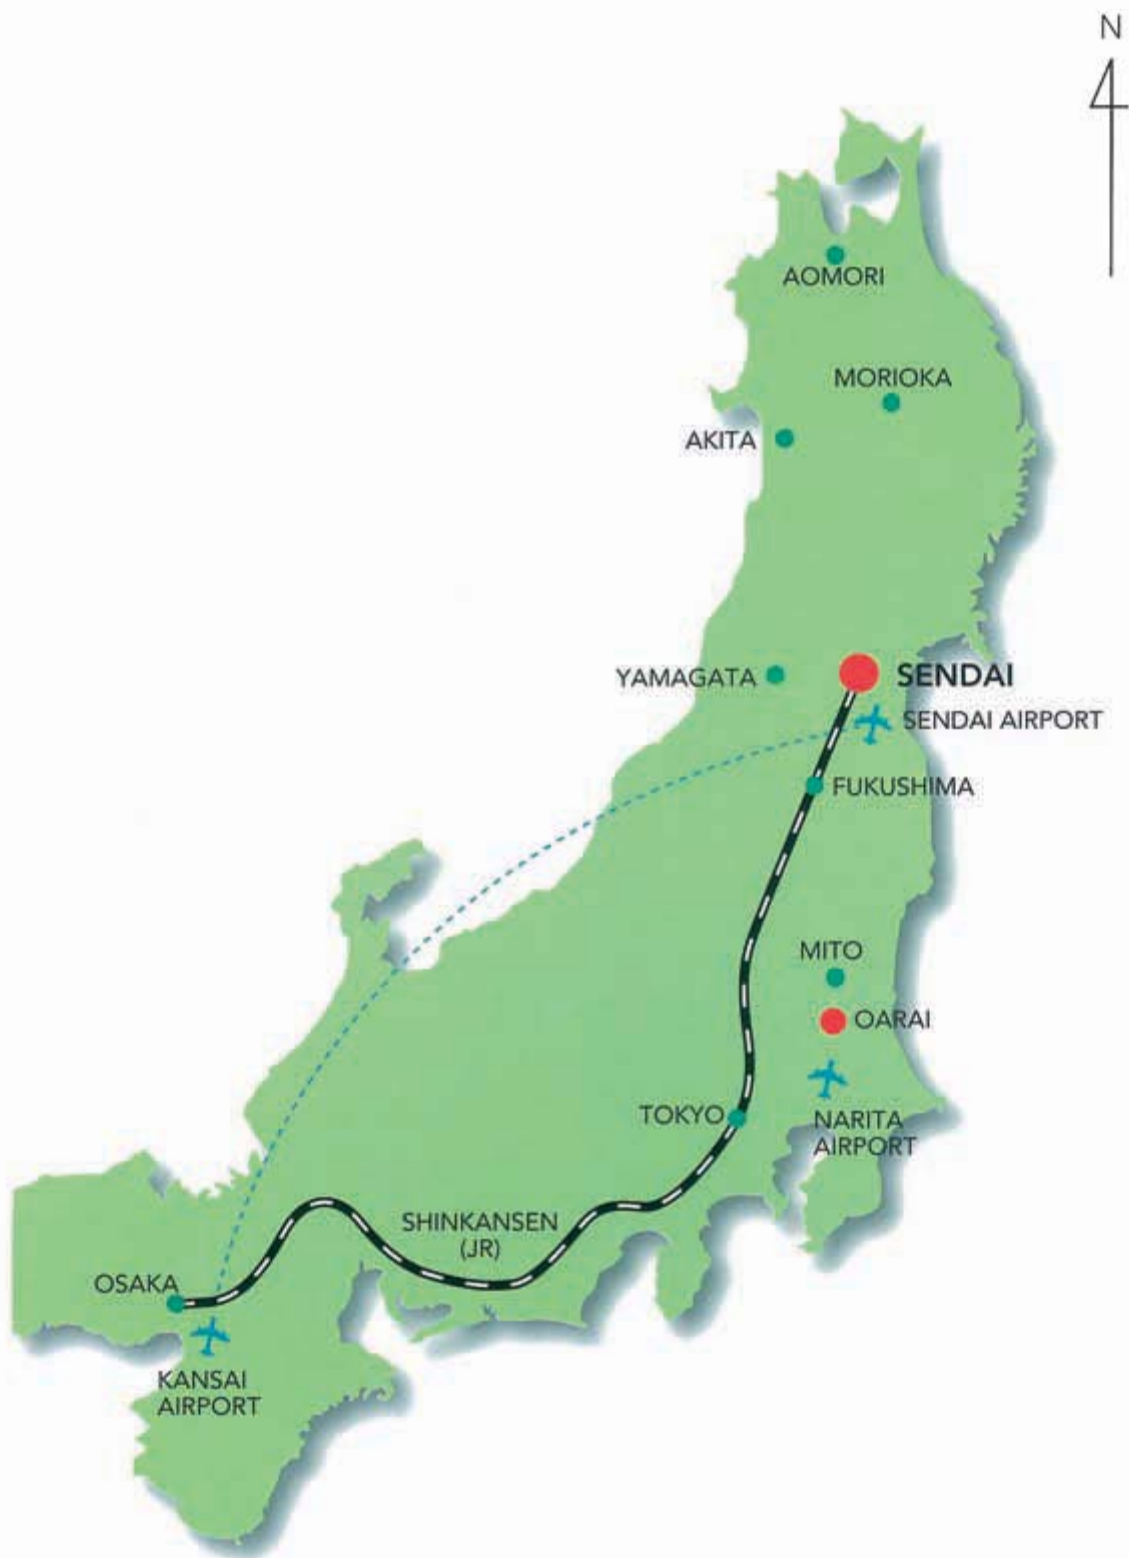 N
AOMORI
MORIOKA
AKITA
YAMAGATA
SENDAI
SENDAI AIRPORT
FUKUSHIMA
MITO
OARAI
TOKYO
NARITA
AIRPORT
SHINKANSEN
(JR)
OSAKA
KANSAI
AIRPORT